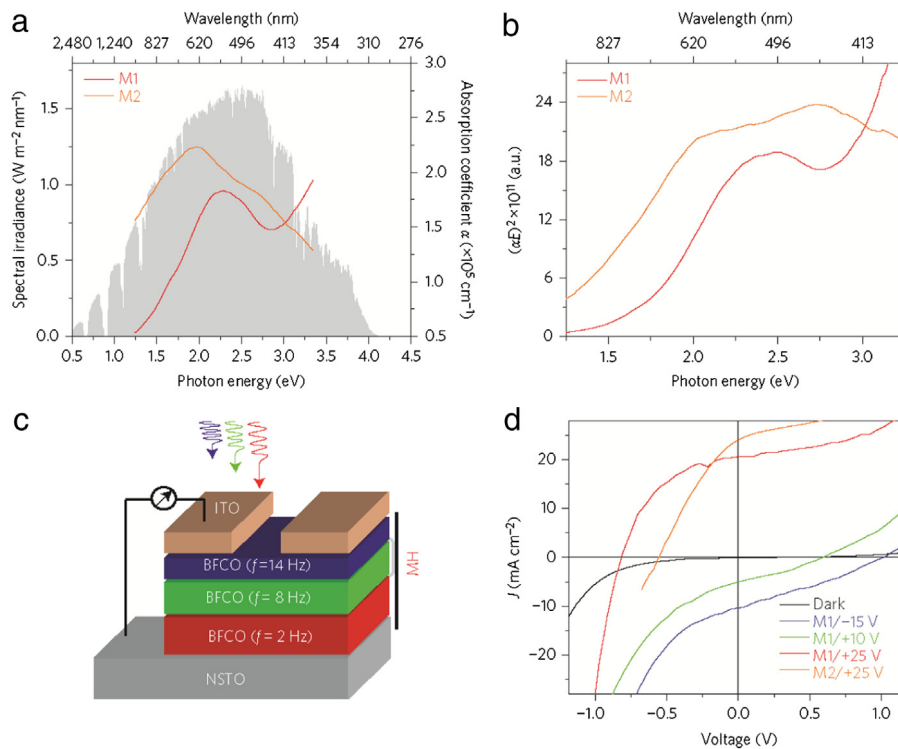 a
Wavelength (nm)
2,480 1,240 827 620 496 413 354 310 276
M1
M2
Spectral irradiance (W m−2 nm−1)
1.5
1.0
0.5
0.0
3.0
2.5
2.0
1.5
1.0
0.5
Absorption coefficient α (×10⁵ cm⁻¹)
0.5 1.0 1.5 2.0 2.5 3.0 3.5 4.0 4.5
Photon energy (eV)
b
Wavelength (nm)
827 620 496 413
M1
M2
(αE)² × 10¹¹ (a.u.)
24
18
12
6
0
1.5 2.0 2.5 3.0
Photon energy (eV)
c
ITO
BFCO (f=14 Hz)
BFCO (f= 8 Hz)
BFCO (f= 2 Hz)
NSTO
MH
d
J (mA cm⁻²)
20
10
0
−10
−20
Dark
M1/−15 V
M1/+10 V
M1/+25 V
M2/+25 V
−1.0 −0.5 0.0 0.5 1.0
Voltage (V)